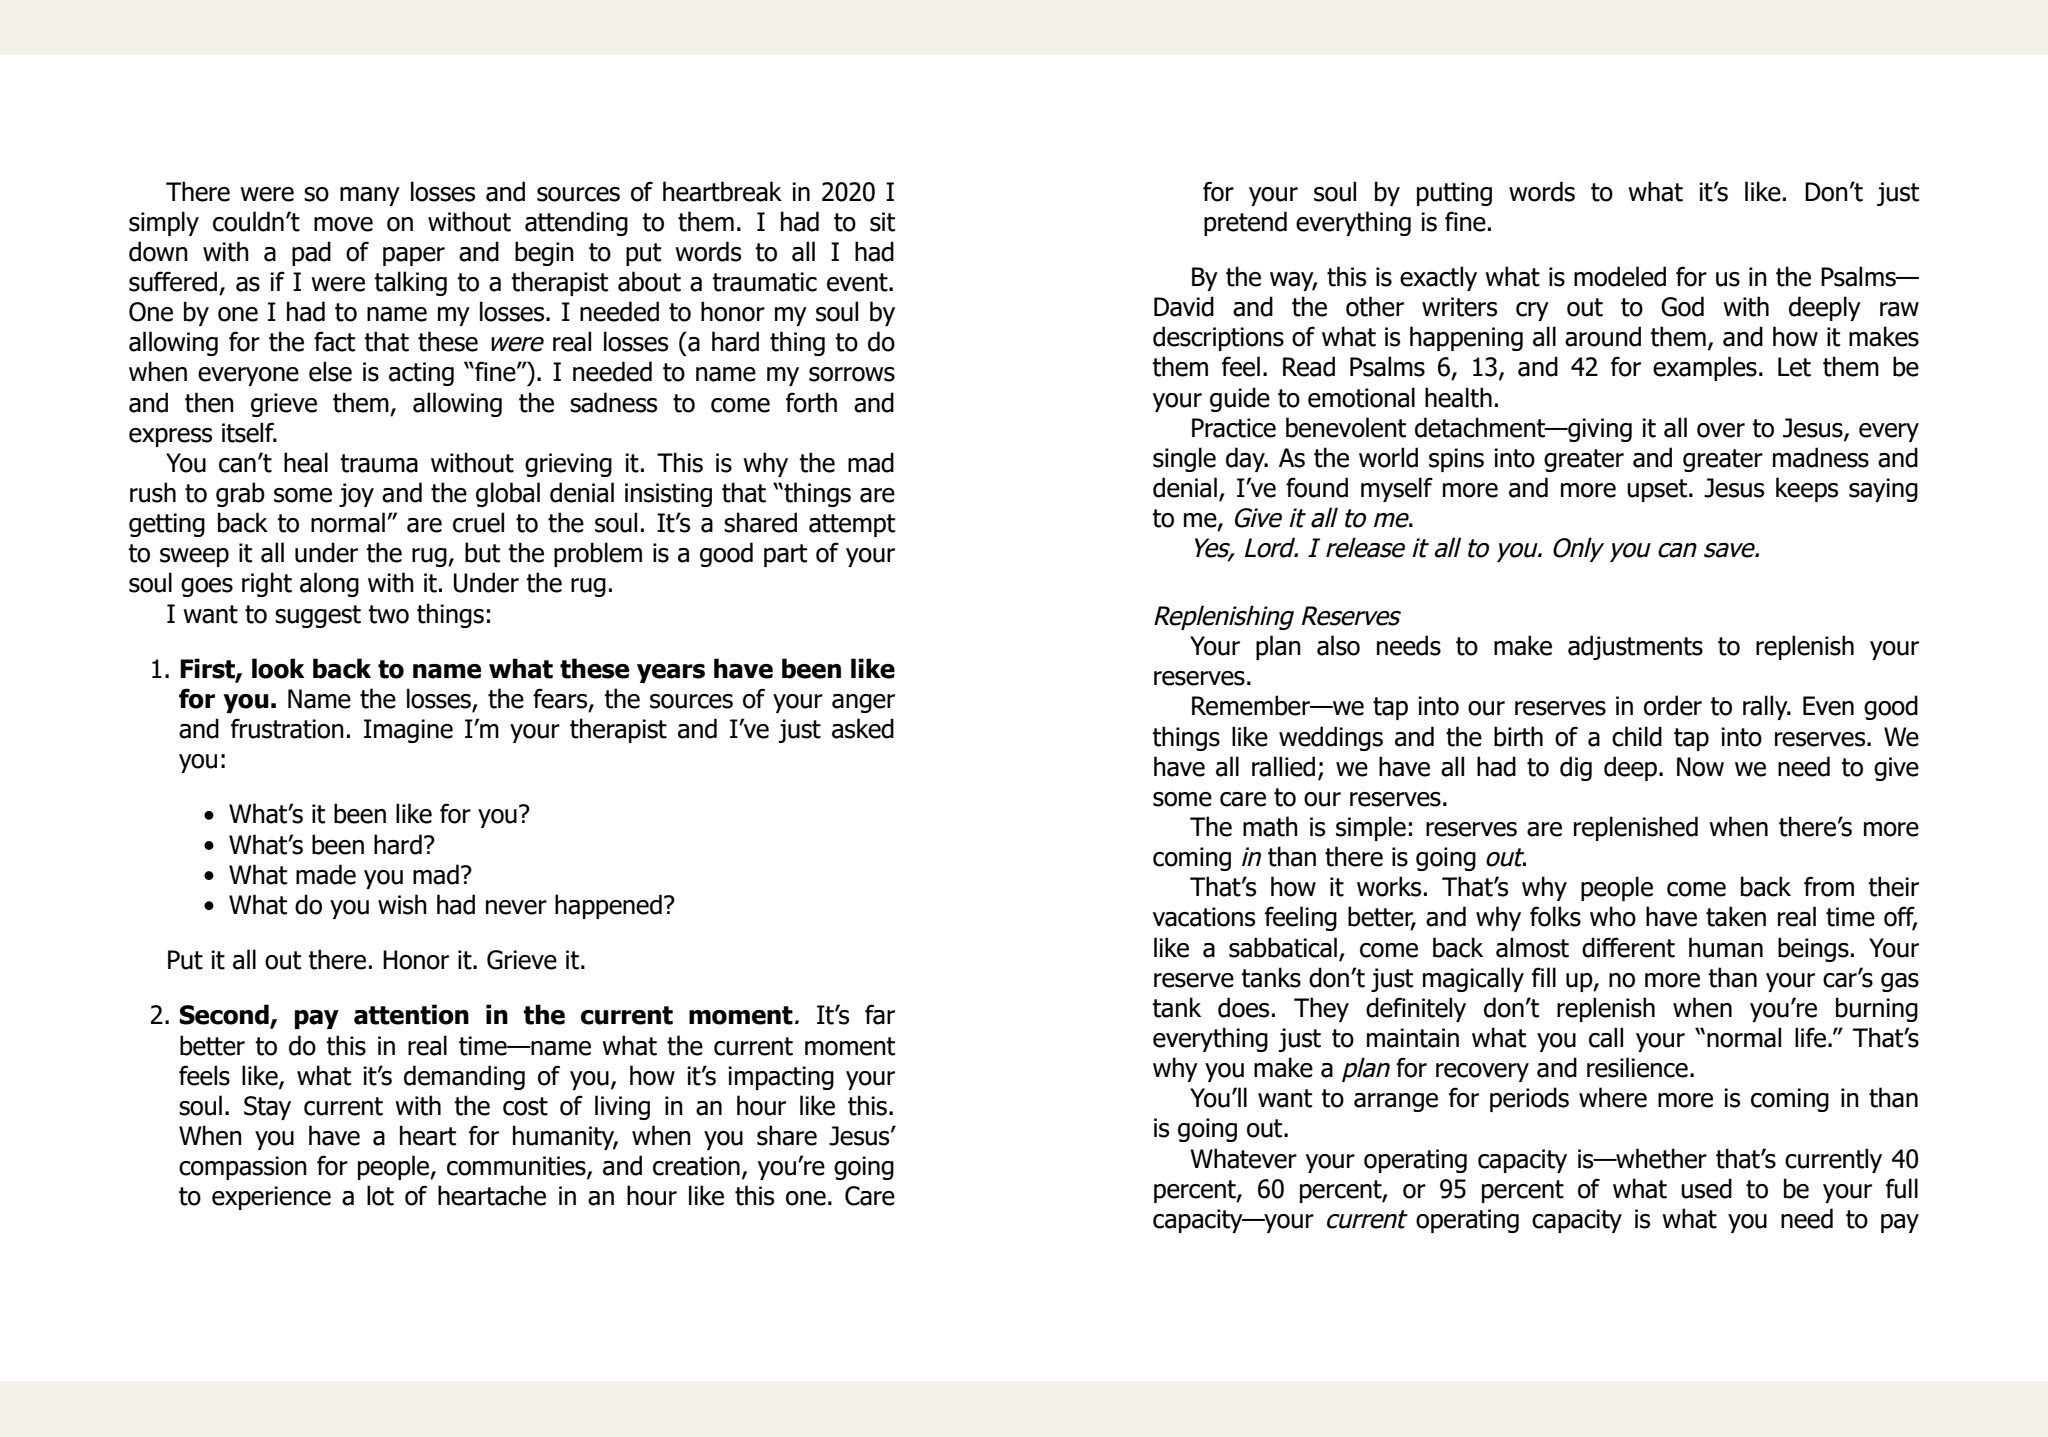 There were so many losses and sources of heartbreak in 2020 I
simply couldn’t move on without attending to them. I had to sit
down with a pad of paper and begin to put words to all I had
suffered, as if I were talking to a therapist about a traumatic event.
One by one I had to name my losses. I needed to honor my soul by
allowing for the fact that these were real losses (a hard thing to do
when everyone else is acting “fine”). I needed to name my sorrows
and then grieve them, allowing the sadness to come forth and
express itself.
You can’t heal trauma without grieving it. This is why the mad
rush to grab some joy and the global denial insisting that “things are
getting back to normal” are cruel to the soul. It’s a shared attempt
to sweep it all under the rug, but the problem is a good part of your
soul goes right along with it. Under the rug.
I want to suggest two things:
1. First, look back to name what these years have been like
for you. Name the losses, the fears, the sources of your anger
and frustration. Imagine I’m your therapist and I’ve just asked
you:
• What’s it been like for you?
• What’s been hard?
• What made you mad?
• What do you wish had never happened?
Put it all out there. Honor it. Grieve it.
2. Second, pay attention in the current moment. It’s far
better to do this in real time—name what the current moment
feels like, what it’s demanding of you, how it’s impacting your
soul. Stay current with the cost of living in an hour like this.
When you have a heart for humanity, when you share Jesus’
compassion for people, communities, and creation, you’re going
to experience a lot of heartache in an hour like this one. Care
for your soul by putting words to what it’s like. Don’t just
pretend everything is fine.
By the way, this is exactly what is modeled for us in the Psalms—
David and the other writers cry out to God with deeply raw
descriptions of what is happening all around them, and how it makes
them feel. Read Psalms 6, 13, and 42 for examples. Let them be
your guide to emotional health.
Practice benevolent detachment—giving it all over to Jesus, every
single day. As the world spins into greater and greater madness and
denial, I’ve found myself more and more upset. Jesus keeps saying
to me, Give it all to me.
Yes, Lord. I release it all to you. Only you can save.
Replenishing Reserves
Your plan also needs to make adjustments to replenish your
reserves.
Remember—we tap into our reserves in order to rally. Even good
things like weddings and the birth of a child tap into reserves. We
have all rallied; we have all had to dig deep. Now we need to give
some care to our reserves.
The math is simple: reserves are replenished when there’s more
coming in than there is going out.
That’s how it works. That’s why people come back from their
vacations feeling better, and why folks who have taken real time off,
like a sabbatical, come back almost different human beings. Your
reserve tanks don’t just magically fill up, no more than your car’s gas
tank does. They definitely don’t replenish when you’re burning
everything just to maintain what you call your “normal life.” That’s
why you make a plan for recovery and resilience.
You’ll want to arrange for periods where more is coming in than
is going out.
Whatever your operating capacity is—whether that’s currently 40
percent, 60 percent, or 95 percent of what used to be your full
capacity—your current operating capacity is what you need to pay